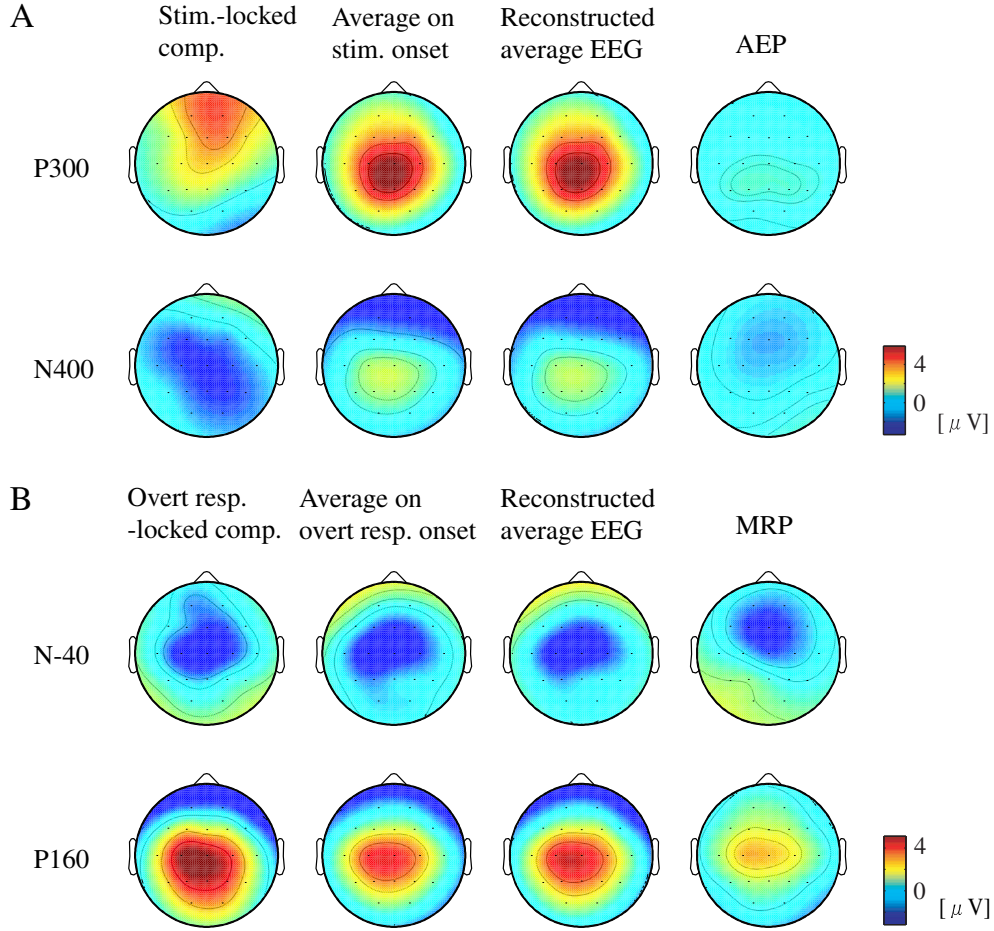 A
Stim.-locked
comp.
Average on
stim. onset
Reconstructed
average EEG
AEP
P300
N400
4
0
[ μ V]
B
Overt resp.
-locked comp.
Average on
overt resp. onset
Reconstructed
average EEG
MRP
N-40
P160
4
0
[ μ V]